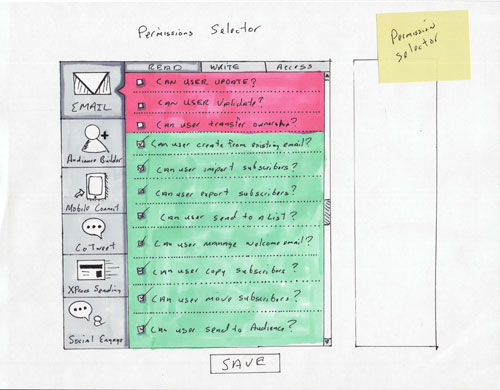 Permissions Selector
Permission
Selector
READ WRITE ACCESS
EMAIL
Audience Builder
Mobile Connect
CoTweet
XPress Sending
Social Engage
CAN USER UPDATE?
CAN USER Validate?
Can user transfer ownership?
Can user create from existing email?
Can user import subscribers?
Can user export subscribers?
Can user send to a List?
Can user manage welcome email?
Can user copy subscribers?
CAN user move subscribers?
Can user send to Audience?
SAVE